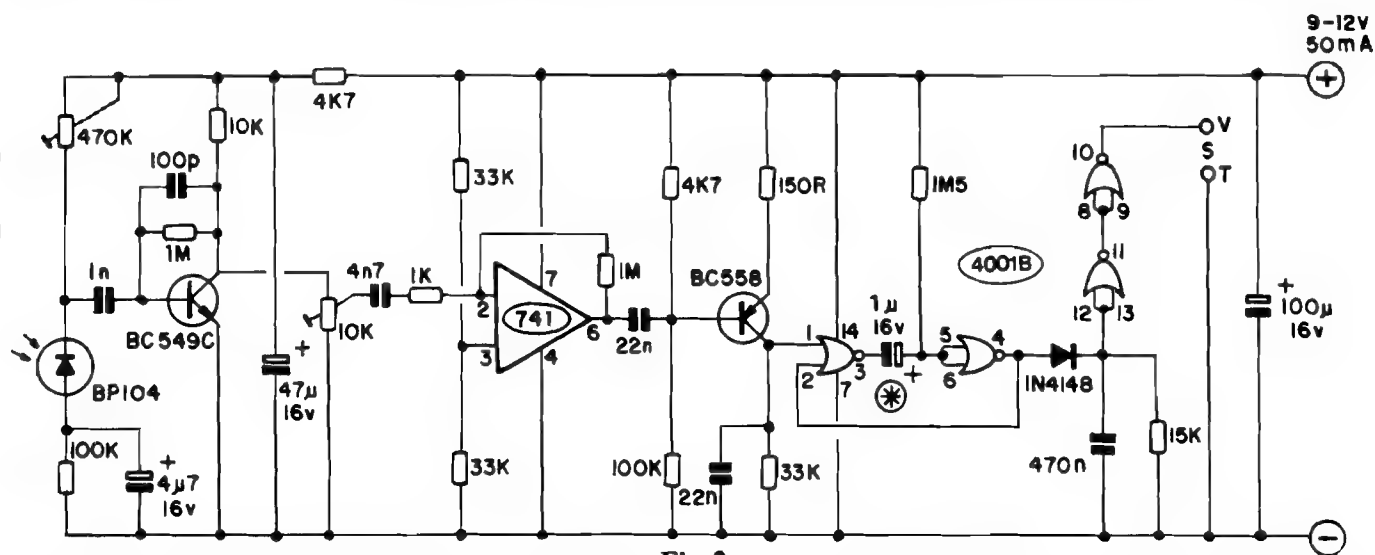 9-12V
50mA
+
4K7
470K
10K
100p
1M
1n
BC549C
BP104
100K
+
4µ7
16v
+
47µ
16v
10K
4n7
1K
33K
33K
2
3
7
741
4
6
1M
22n
4K7
100K
150R
BC558
22n
33K
1
2
14
3
7
1µ
16v
+
1M5
5
6
4
4001B
1N4148
470n
15K
12
13
11
8
9
10
V
S
T
+
100µ
16v
−